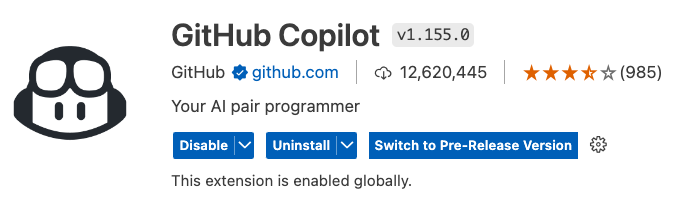 GitHub Copilot v1.155.0
GitHub github.com 12,620,445 (985)
Your AI pair programmer
Disable Uninstall Switch to Pre-Release Version
This extension is enabled globally.